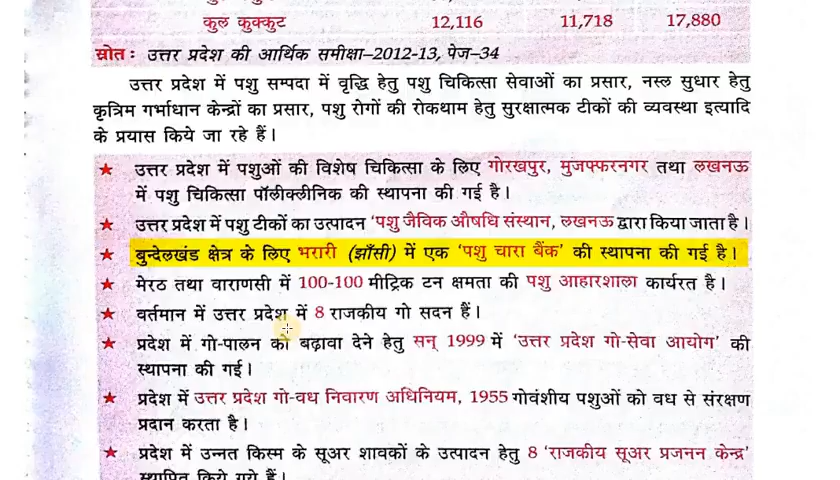 कुल कुक्कुट 12,116 11,718 17,880
स्रोत : उत्तर प्रदेश की आर्थिक समीक्षा–2012-13, पेज–34
उत्तर प्रदेश में पशु सम्पदा में वृद्धि हेतु पशु चिकित्सा सेवाओं का प्रसार, नस्ल सुधार हेतु
कृत्रिम गर्भाधान केन्द्रों का प्रसार, पशु रोगों की रोकथाम हेतु सुरक्षात्मक टीकों की व्यवस्था इत्यादि
के प्रयास किये जा रहे हैं।
★ उत्तर प्रदेश में पशुओं की विशेष चिकित्सा के लिए गोरखपुर, मुजफ्फरनगर तथा लखनऊ
में पशु चिकित्सा पॉलीक्लीनिक की स्थापना की गई है।
★ उत्तर प्रदेश में पशु टीकों का उत्पादन 'पशु जैविक औषधि संस्थान, लखनऊ द्वारा किया जाता है।
★ बुन्देलखंड क्षेत्र के लिए भरारी (झाँसी) में एक 'पशु चारा बैंक' की स्थापना की गई है।
★ मेरठ तथा वाराणसी में 100-100 मीट्रिक टन क्षमता की पशु आहारशाला कार्यरत है।
★ वर्तमान में उत्तर प्रदेश में 8 राजकीय गो सदन हैं।
★ प्रदेश में गो-पालन को बढ़ावा देने हेतु सन् 1999 में 'उत्तर प्रदेश गो-सेवा आयोग' की
स्थापना की गई।
★ प्रदेश में उत्तर प्रदेश गो-वध निवारण अधिनियम, 1955 गोवंशीय पशुओं को वध से संरक्षण
प्रदान करता है।
★ प्रदेश में उन्नत किस्म के सूअर शावकों के उत्पादन हेतु 8 'राजकीय सूअर प्रजनन केन्द्र'
स्थापित किये गये हैं।